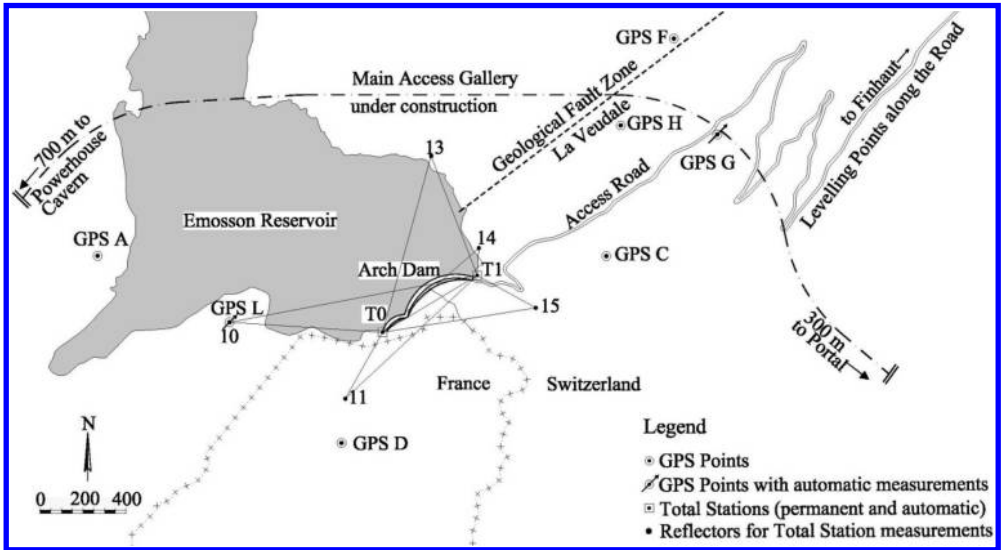 GPS F
Main Access Gallery
under construction
Geological Fault Zone
La Veudale
to Finhaut
Levelling Points along the Road
700 m to
Powerhouse
Cavern
GPS H
13
GPS G
Access Road
Emosson Reservoir
GPS A
14
GPS C
Arch Dam
T1
GPS L
10
T0
15
300 m
to Portal
11
France
Switzerland
GPS D
N
0 200 400
Legend
GPS Points
GPS Points with automatic measurements
Total Stations (permanent and automatic)
Reflectors for Total Station measurements